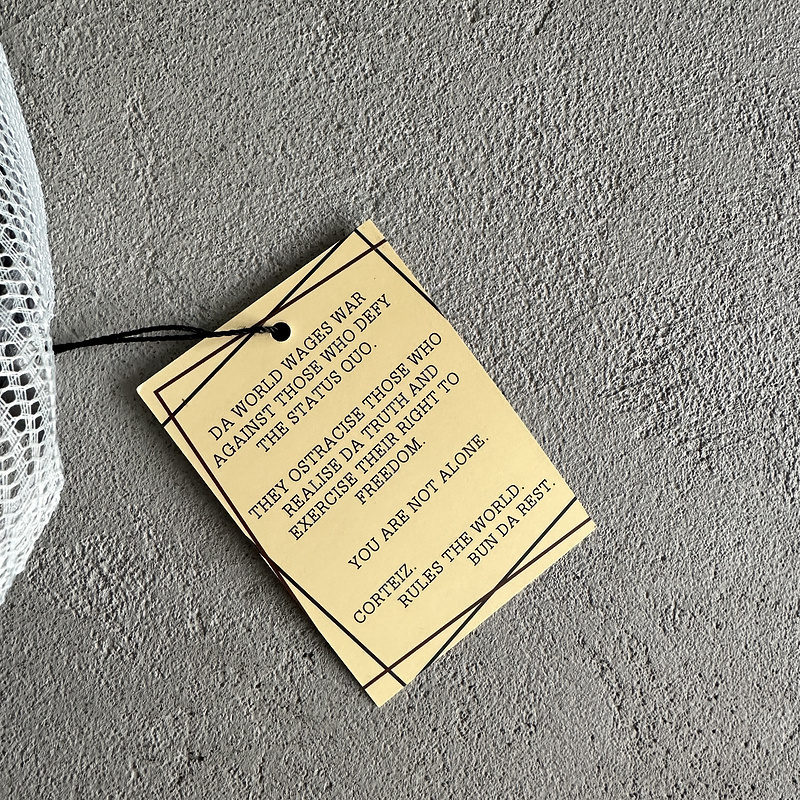 DA WORLD WAGES WAR
AGAINST THOSE WHO DEFY
THE STATUS QUO.
THEY OSTRACISE THOSE WHO
REALISE DA TRUTH AND
EXERCISE THEIR RIGHT TO
FREEDOM.
YOU ARE NOT ALONE.
CORTEIZ.
RULES THE WORLD.
BUN DA REST.